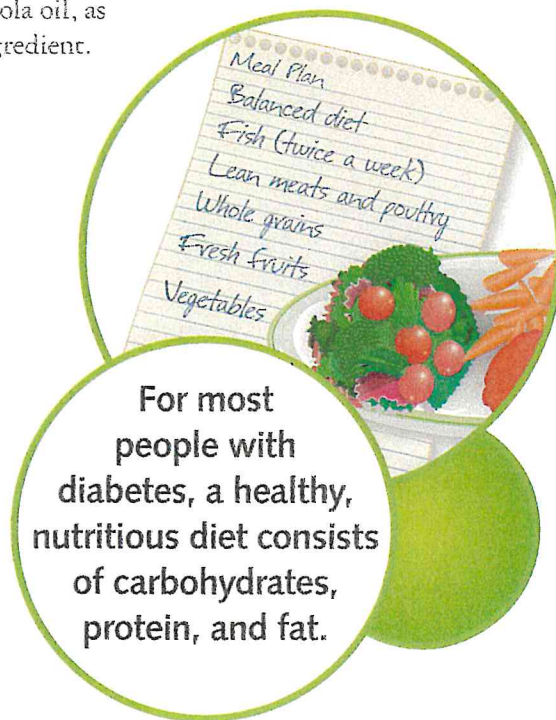 ola oil, as
gredient.
Meal Plan
Balanced diet
Fish (twice a week)
Lean meats and poultry
Whole grains
Fresh fruits
Vegetables
For most
people with
diabetes, a healthy,
nutritious diet consists
of carbohydrates,
protein, and fat.